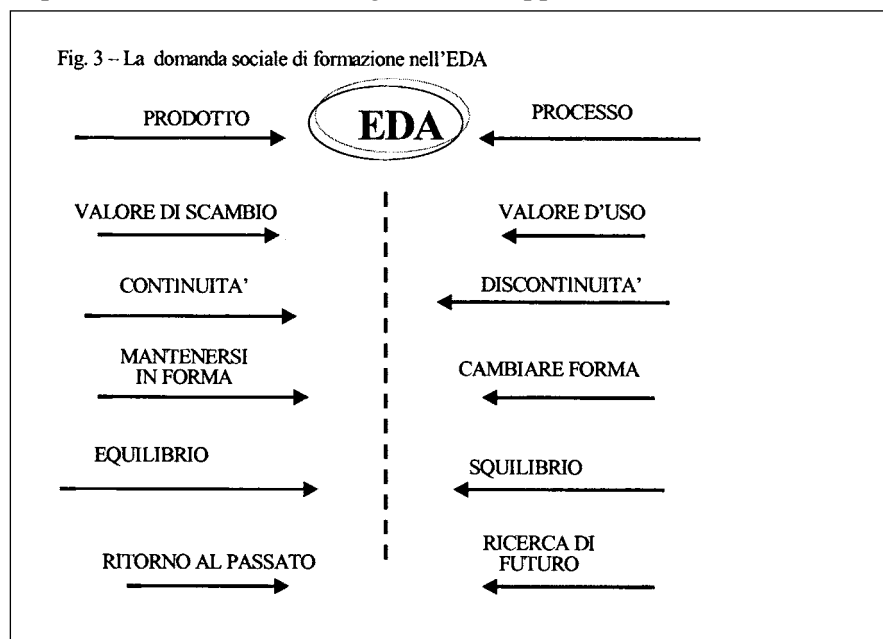 Fig. 3 – La domanda sociale di formazione nell'EDA
PRODOTTO
EDA
PROCESSO
VALORE DI SCAMBIO
VALORE D'USO
CONTINUITA'
DISCONTINUITA'
MANTENERSI
IN FORMA
CAMBIARE FORMA
EQUILIBRIO
SQUILIBRIO
RITORNO AL PASSATO
RICERCA DI
FUTURO